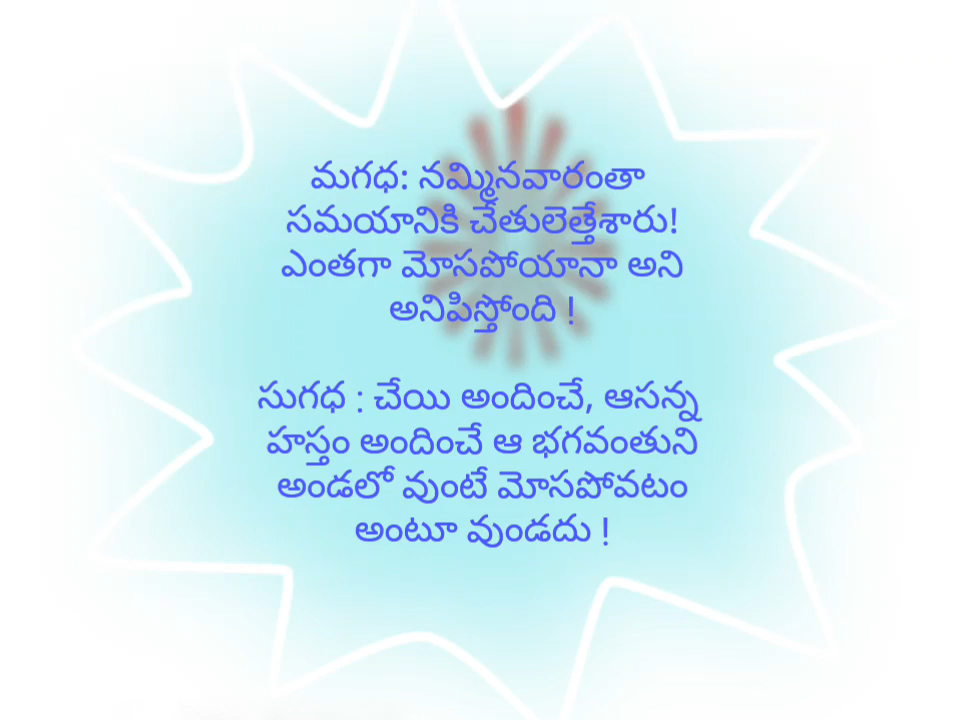 మగధ: నమ్మినవారంతా
సమయానికి చేతులెత్తేశారు!
ఎంతగా మోసపోయానా అని
అనిపిస్తోంది !
సుగధ : చేయి అందించే, ఆసన్న
హస్తం అందించే ఆ భగవంతుని
అండలో వుంటే మోసపోవటం
అంటూ వుండదు !